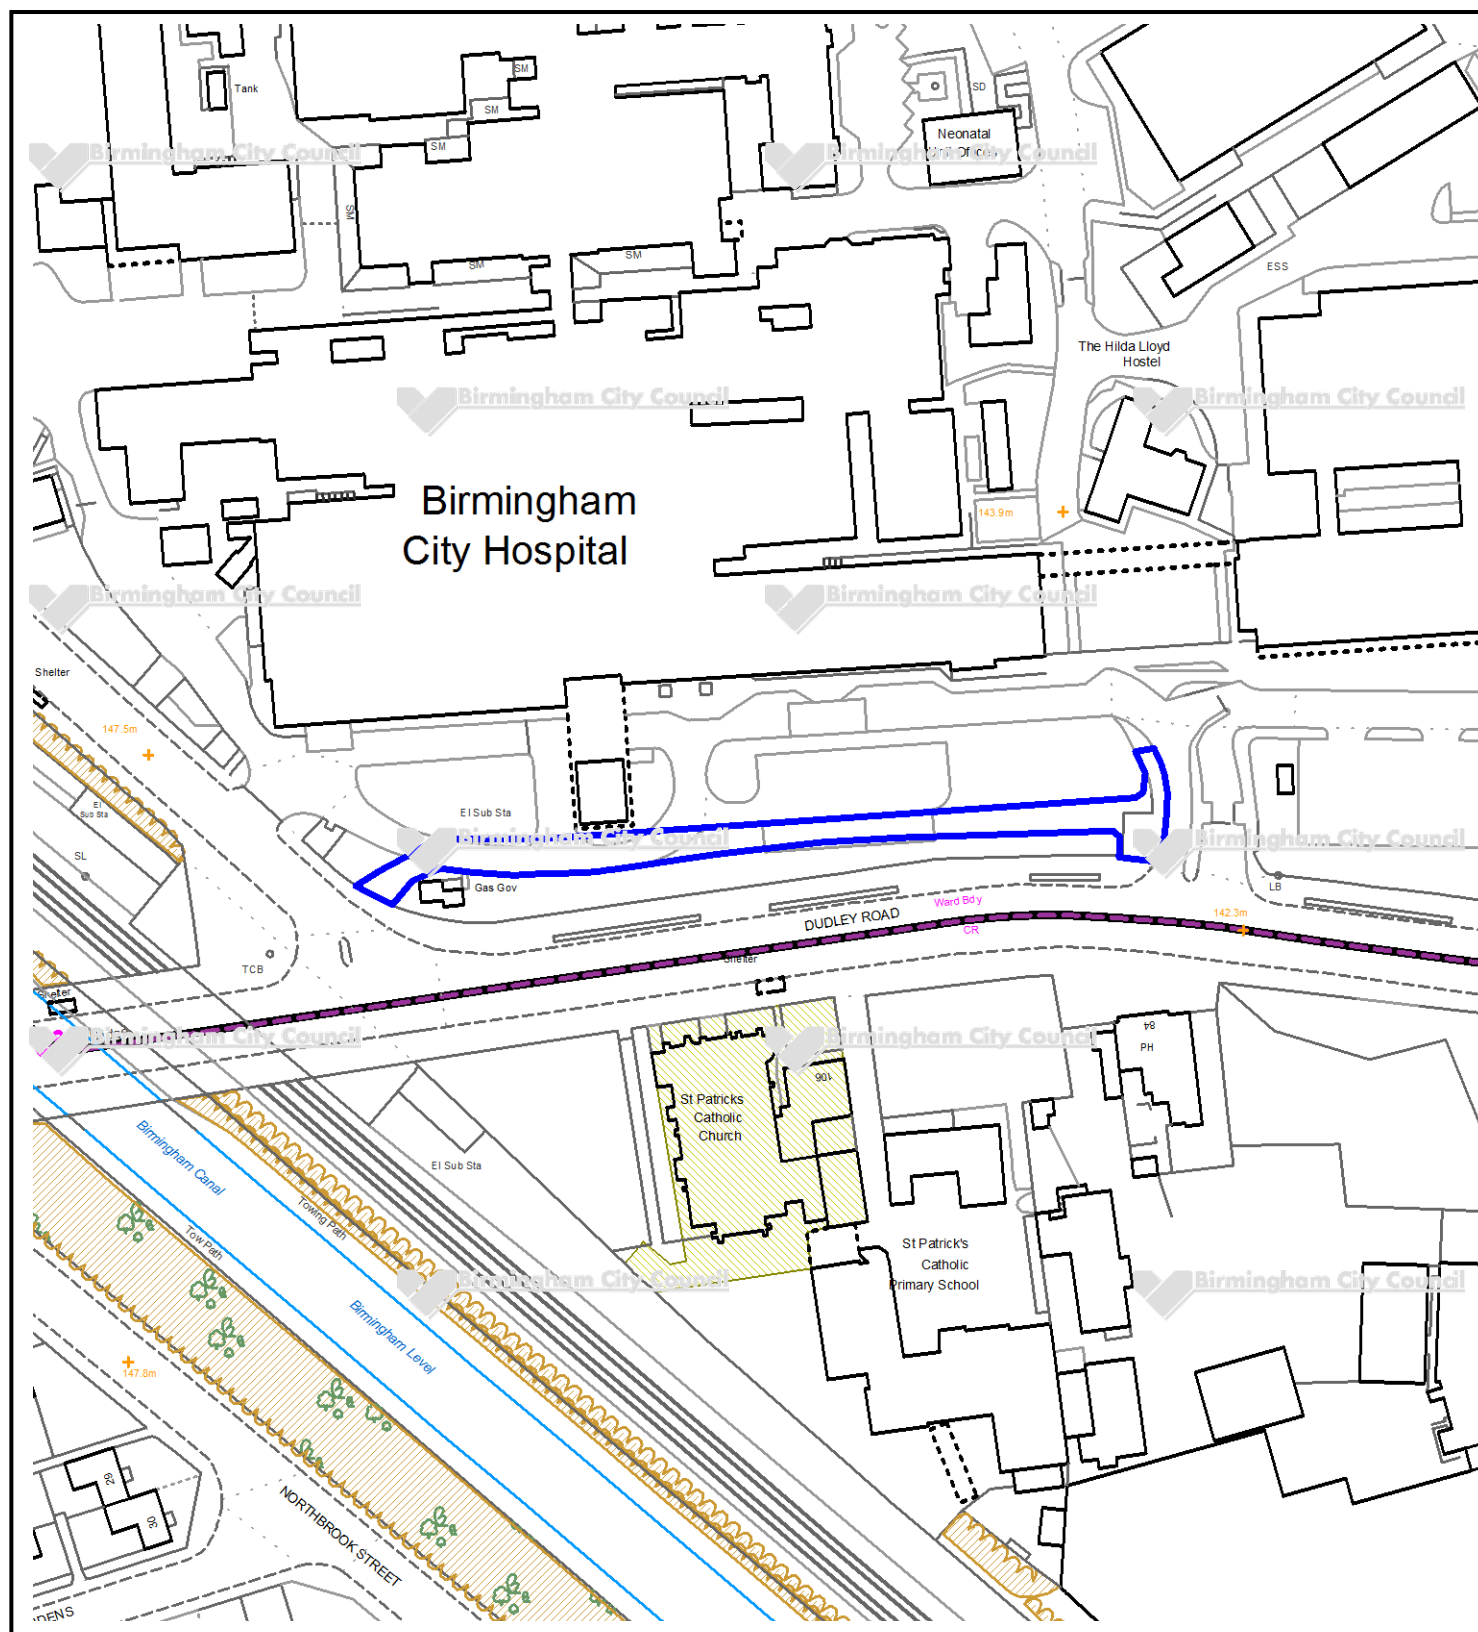 Tank
SM
SM
SM
SD
Neonatal
Unit Offices
Birmingham City Council
Birmingham City Council
SM
SM
SM
ESS
The Hilda Lloyd
Hostel
Birmingham City Council
Birmingham City Council
Birmingham
City Hospital
143.9m
Birmingham City Council
Birmingham City Council
Shelter
147.5m
El
Sub Sta
El Sub Sta
Birmingham City Council
Birmingham City Council
SL
Gas Gov
LB
Ward Bdy
DUDLEY ROAD
CR
142.3m
TCB
Shelter
Shelter
Birmingham City Council
Birmingham City Council
84
PH
106
St Patricks
Catholic
Church
Birmingham Canal
El Sub Sta
Towing Path
Tow Path
St Patrick's
Catholic
Primary School
Birmingham City Council
Birmingham City Council
Birmingham Level
147.8m
29
30
NORTHBROOK STREET